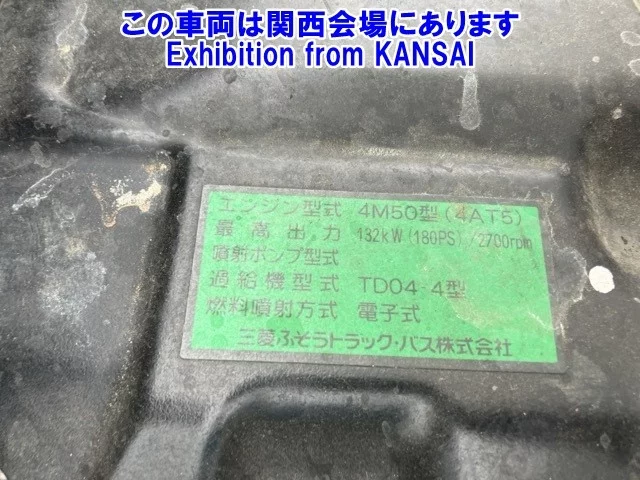 この車両は関西会場にあります
Exhibition from KANSAI
エンジン型式 4M50型(4AT5)
最高出力 132kW(180PS)/2700rpm
噴射ポンプ型式
過給機型式 TD04-4型
燃料噴射方式 電子式
三菱ふそうトラック・バス株式会社